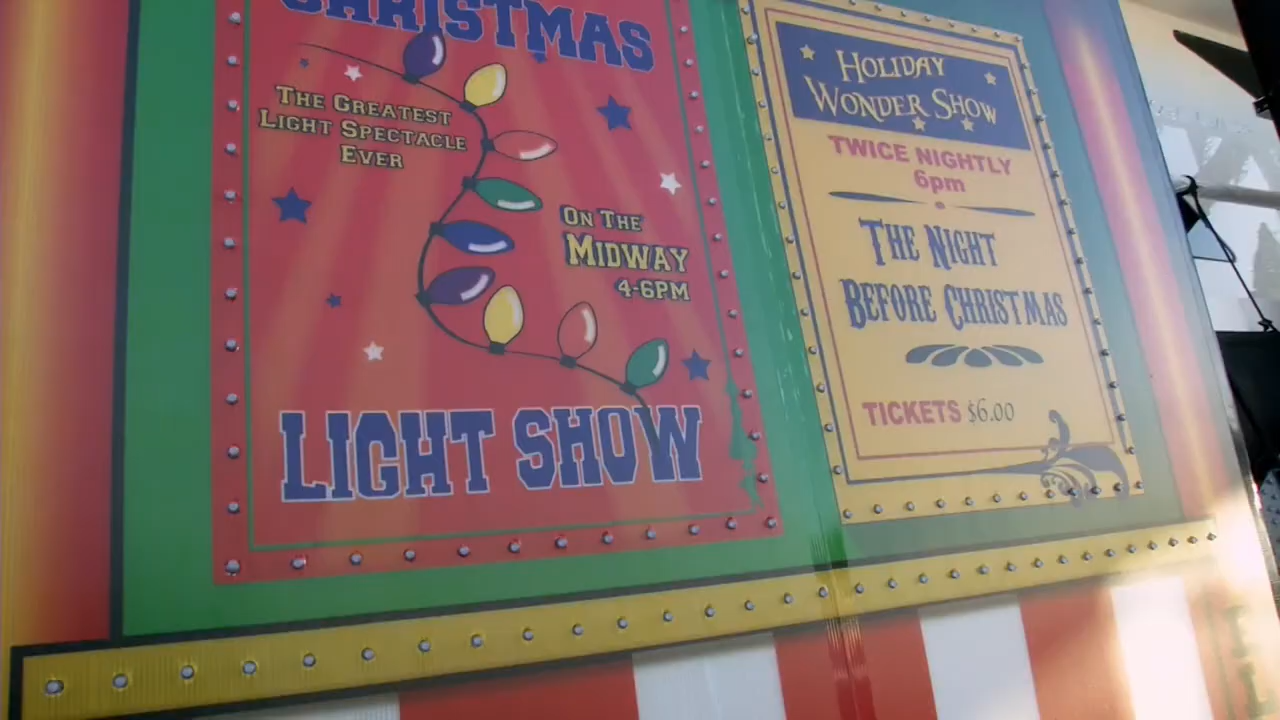 CHRISTMAS
THE GREATEST
LIGHT SPECTACLE
EVER
ON THE
MIDWAY
4-6PM
LIGHT SHOW
HOLIDAY
WONDER SHOW
TWICE NIGHTLY
6pm
THE NIGHT
BEFORE CHRISTMAS
TICKETS $6.00